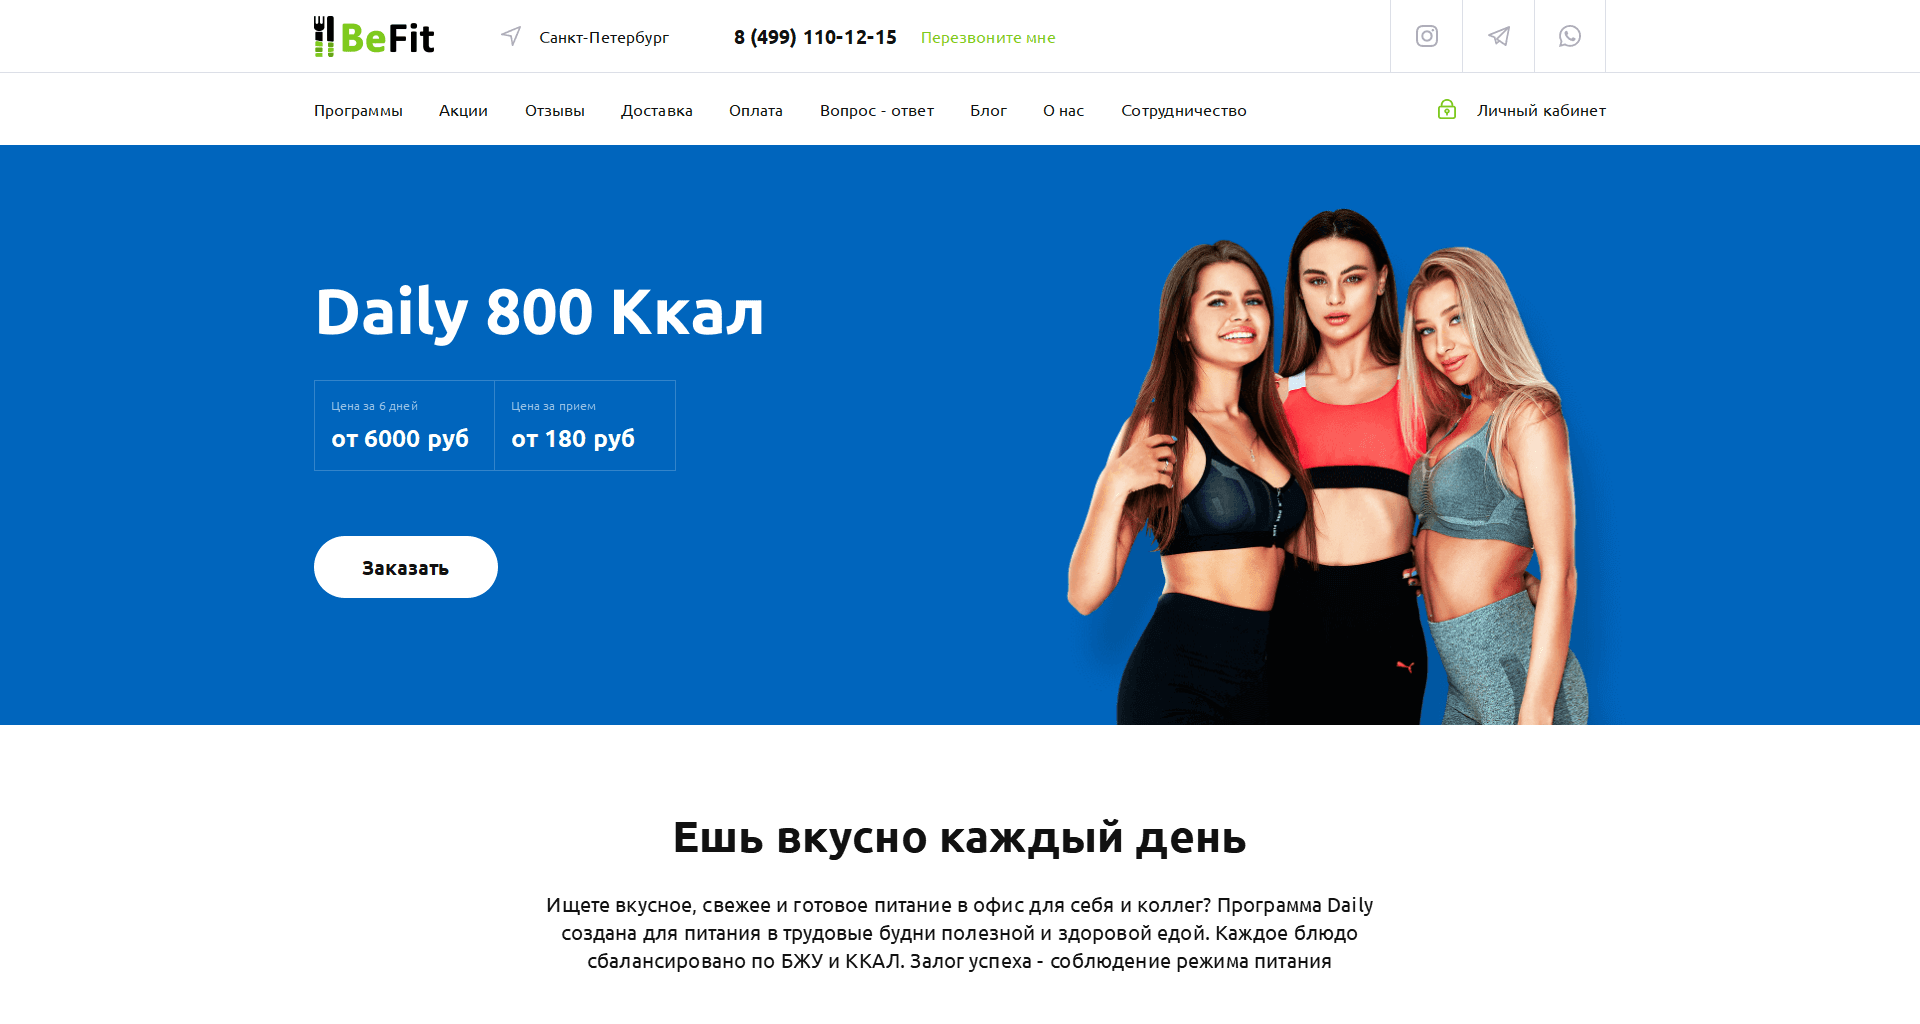 BeFit
Санкт-Петербург
8 (499) 110-12-15
Перезвоните мне
Программы
Акции
Отзывы
Доставка
Оплата
Вопрос - ответ
Блог
О нас
Сотрудничество
Личный кабинет
Daily 800 Ккал
Цена за 6 дней
от 6000 руб
Цена за прием
от 180 руб
Заказать
Ешь вкусно каждый день
Ищете вкусное, свежее и готовое питание в офис для себя и коллег? Программа Daily
создана для питания в трудовые будни полезной и здоровой едой. Каждое блюдо
сбалансировано по БЖУ и ККАЛ. Залог успеха - соблюдение режима питания